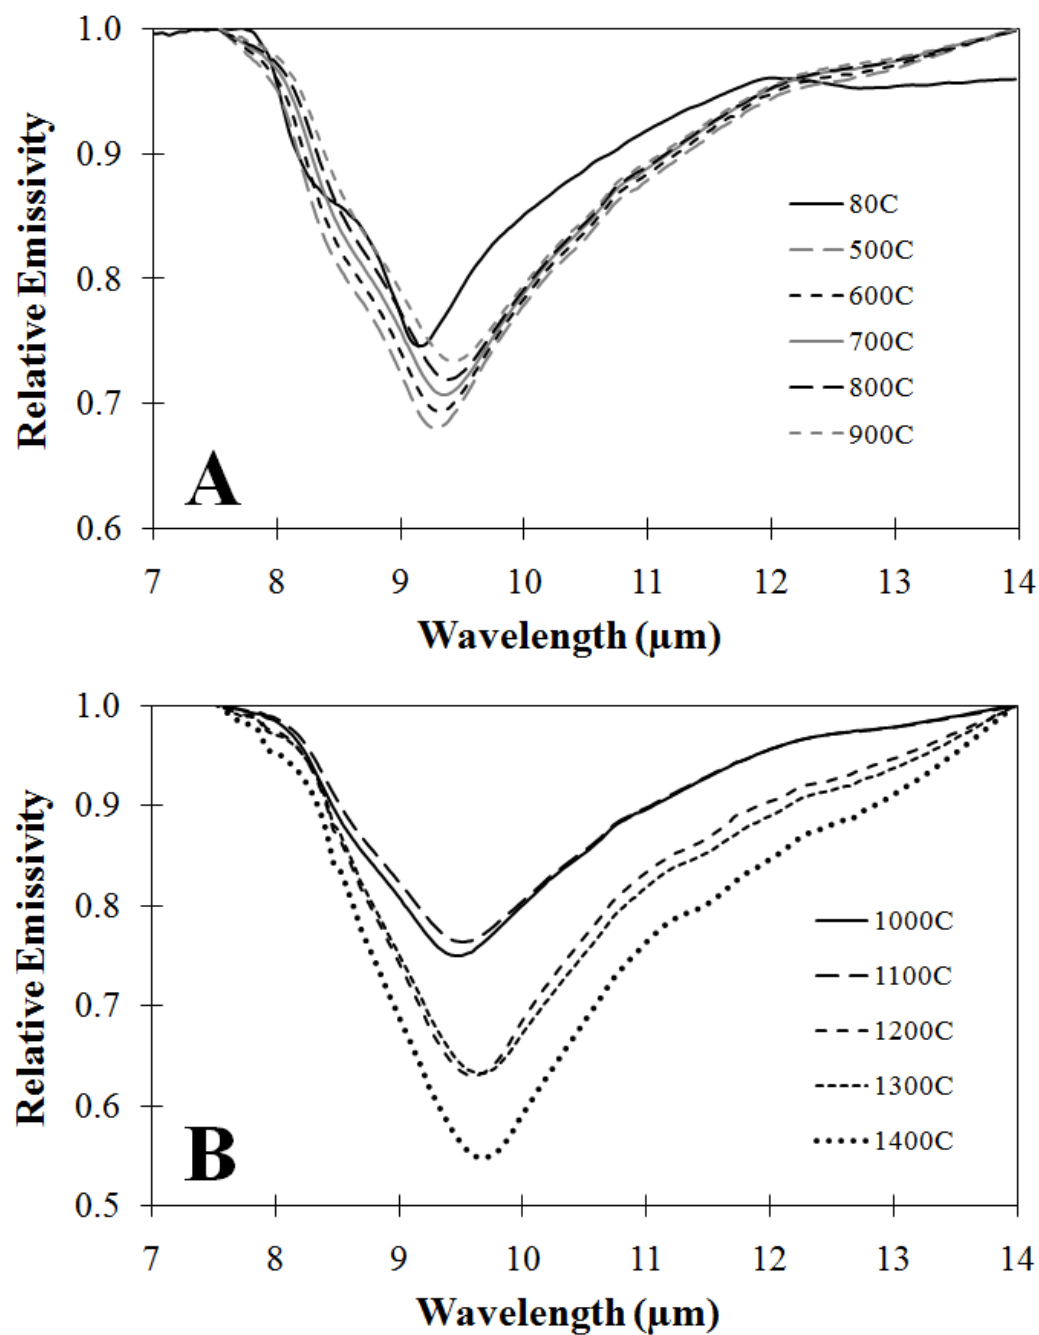 1.0
0.9
0.8
0.7
0.6
Relative Emissivity
80C
500C
600C
700C
800C
900C
A
7 8 9 10 11 12 13 14
Wavelength (µm)
1.0
0.9
0.8
0.7
0.6
0.5
Relative Emissivity
1000C
1100C
1200C
1300C
1400C
B
7 8 9 10 11 12 13 14
Wavelength (µm)